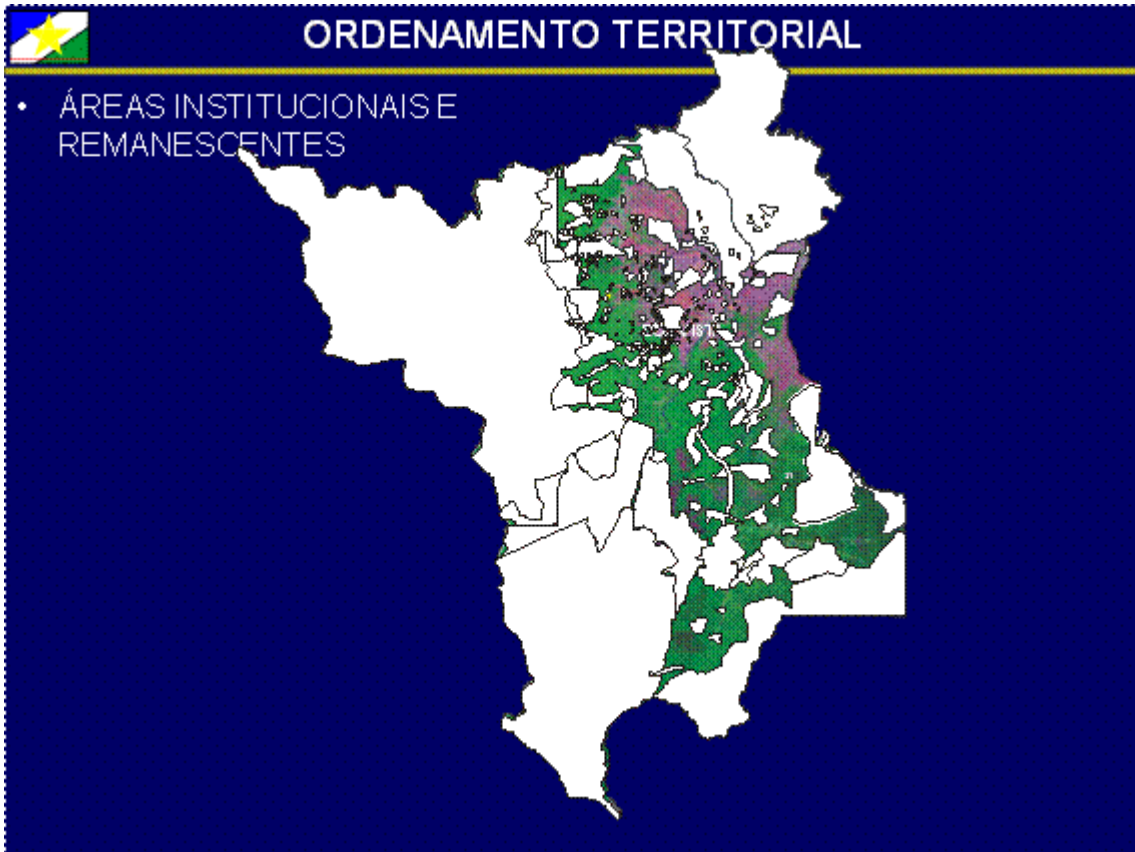 ORDENAMENTO TERRITORIAL
• ÁREAS INSTITUCIONAIS E
REMANESCENTES